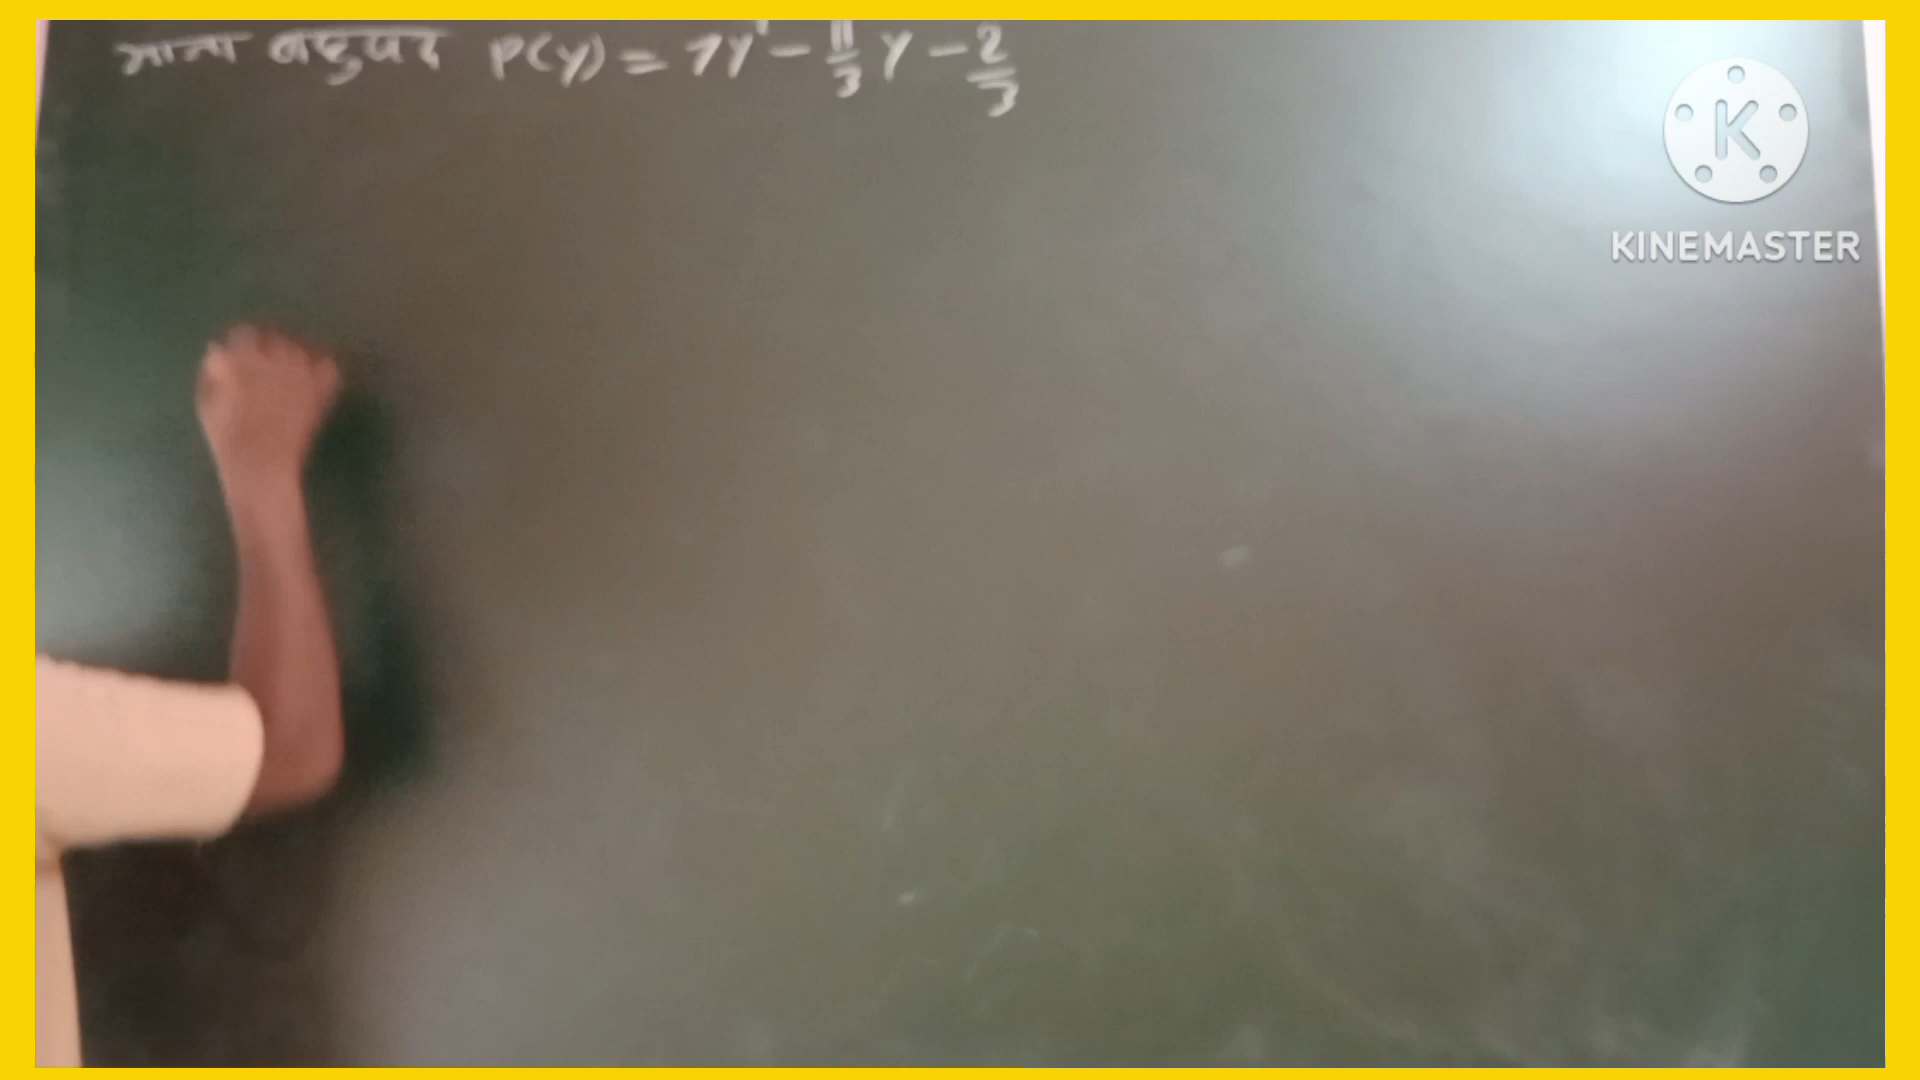 माना बहुपद P(y) = 7y² - 11/3 y - 2/3
KINEMASTER